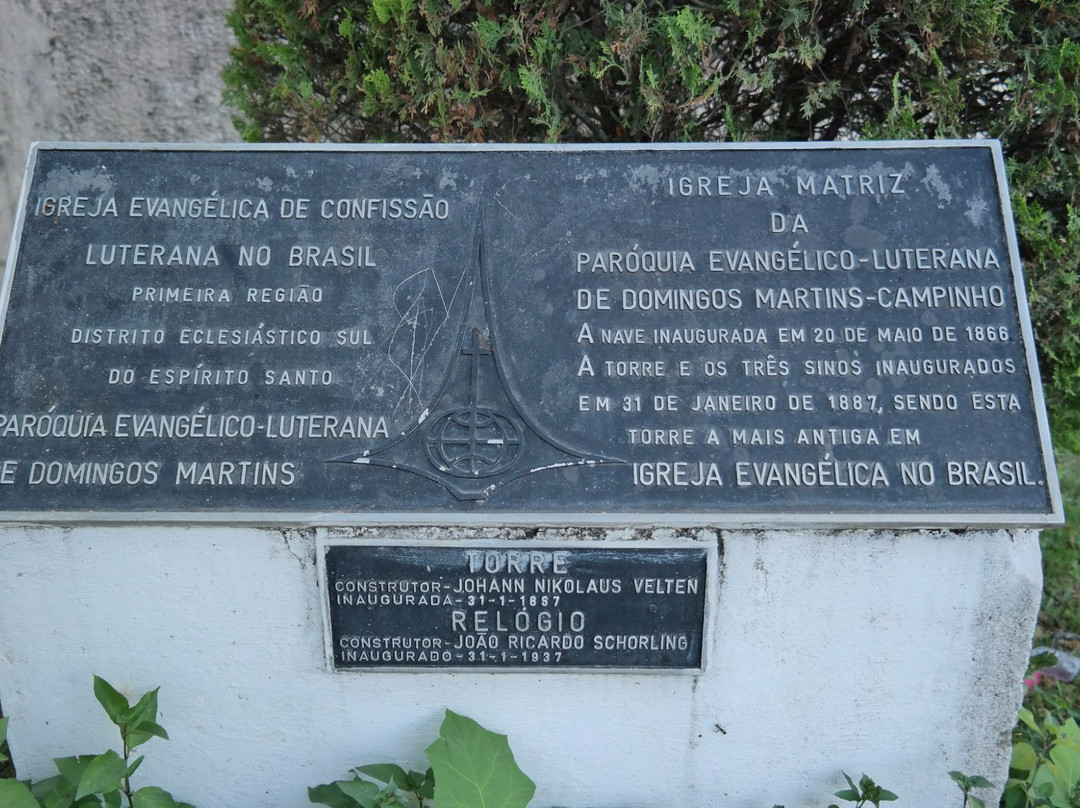 IGREJA EVANGÉLICA DE CONFISSÃO
LUTERANA NO BRASIL
PRIMEIRA REGIÃO
DISTRITO ECLESIÁSTICO SUL
DO ESPÍRITO SANTO
PARÓQUIA EVANGÉLICO-LUTERANA
DE DOMINGOS MARTINS
IGREJA MATRIZ
DA
PARÓQUIA EVANGÉLICO-LUTERANA
DE DOMINGOS MARTINS-CAMPINHO
A NAVE INAUGURADA EM 20 DE MAIO DE 1866.
A TORRE E OS TRÊS SINOS INAUGURADOS
EM 31 DE JANEIRO DE 1887, SENDO ESTA
TORRE A MAIS ANTIGA EM
IGREJA EVANGÉLICA NO BRASIL.
TORRE
CONSTRUTOR-JOHANN NIKOLAUS VELTEN
INAUGURADA-31-1-1887
RELÓGIO
CONSTRUTOR-JOÃO RICARDO SCHORLING
INAUGURADO-31-1-1937